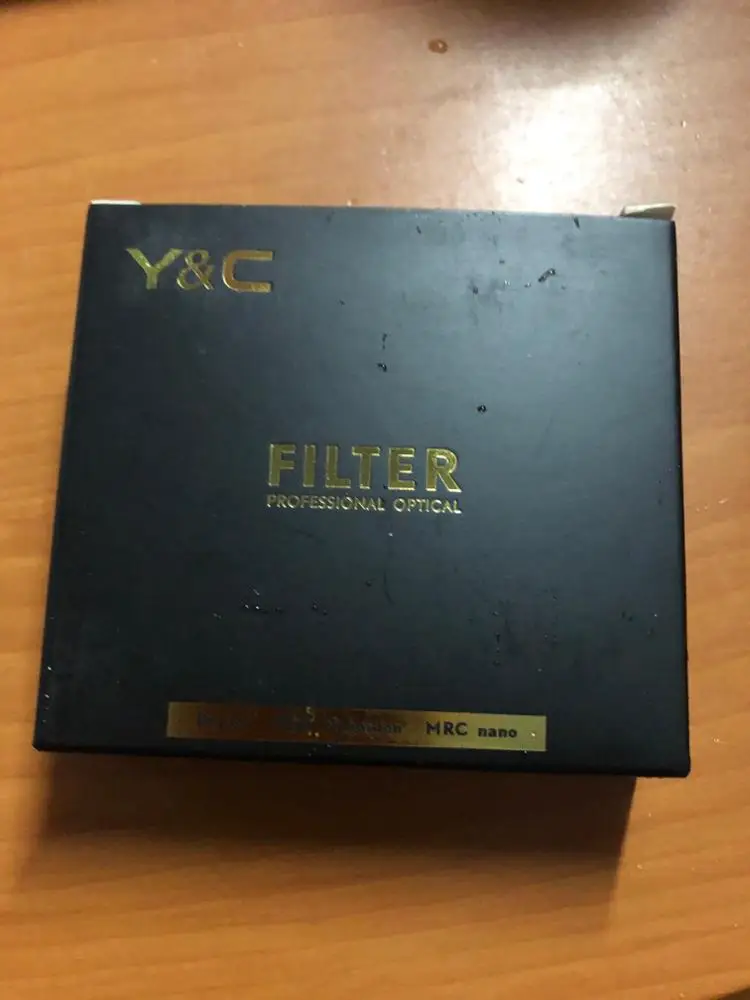 Y&C
FILTER
PROFESSIONAL OPTICAL
MRC nano